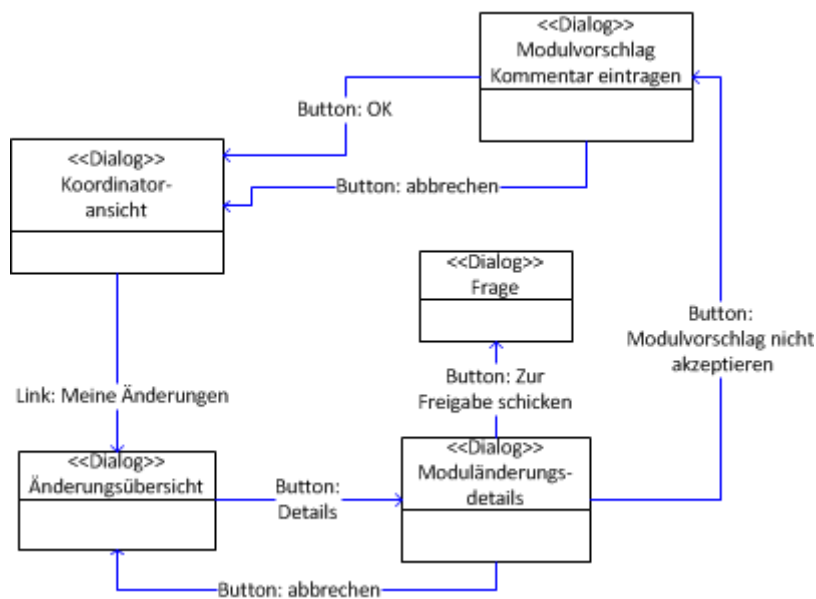 <<Dialog>>
Modulvorschlag
Kommentar eintragen
Button: OK
<<Dialog>>
Koordinator-
ansicht
Button: abbrechen
<<Dialog>>
Frage
Button:
Modulvorschlag nicht
akzeptieren
Button: Zur
Freigabe schicken
Link: Meine Änderungen
<<Dialog>>
Änderungsübersicht
Button:
Details
<<Dialog>>
Moduländerungs-
details
Button: abbrechen